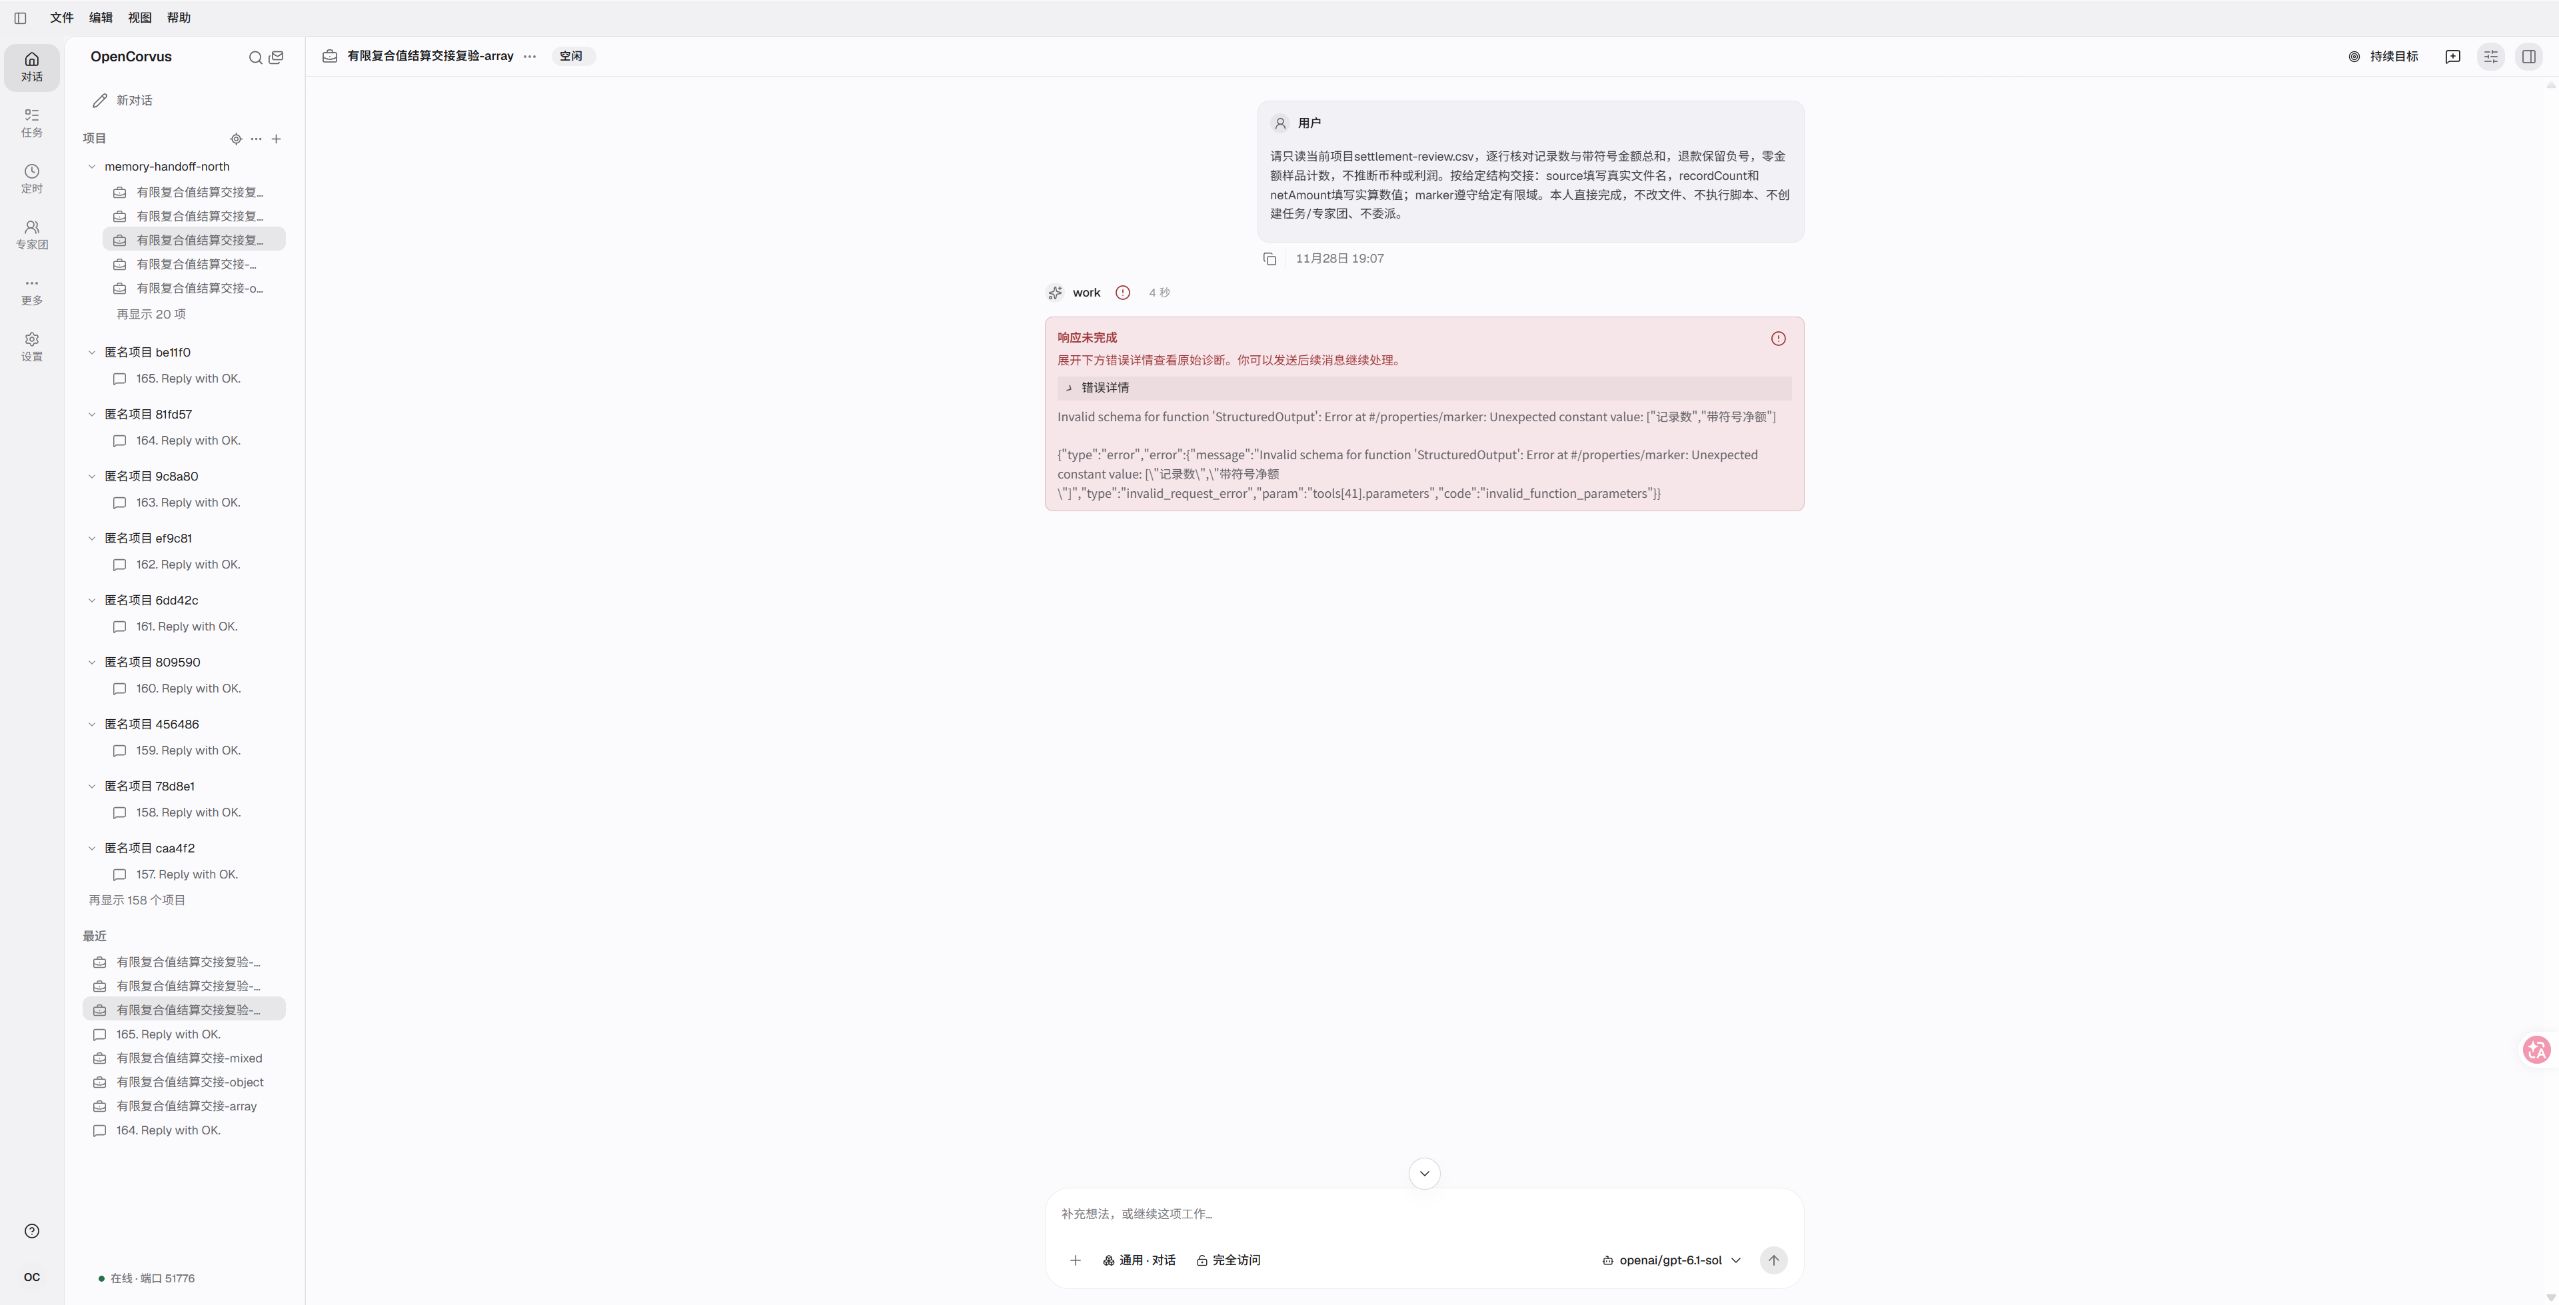 文件 编辑 视图 帮助
对话
任务
定时
专家团
更多
设置
OC
OpenCorvus
新对话
项目
memory-handoff-north
有限复合值结算交接复...
有限复合值结算交接复...
有限复合值结算交接复...
有限复合值结算交接-...
有限复合值结算交接-o...
再显示 20 项
匿名项目 be11f0
165. Reply with OK.
匿名项目 81fd57
164. Reply with OK.
匿名项目 9c8a80
163. Reply with OK.
匿名项目 ef9c81
162. Reply with OK.
匿名项目 6dd42c
161. Reply with OK.
匿名项目 809590
160. Reply with OK.
匿名项目 456486
159. Reply with OK.
匿名项目 78d8e1
158. Reply with OK.
匿名项目 caa4f2
157. Reply with OK.
再显示 158 个项目
最近
有限复合值结算交接复验-...
有限复合值结算交接复验-...
有限复合值结算交接复验-...
165. Reply with OK.
有限复合值结算交接-mixed
有限复合值结算交接-object
有限复合值结算交接-array
164. Reply with OK.
在线 · 端口 51776
有限复合值结算交接复验-array ··· 空闲
持续目标
用户
请只读当前项目settlement-review.csv，逐行核对记录数与带符号金额总和，退款保留负号，零金
额样品计数，不推断币种或利润。按给定结构交接：source填写真实文件名，recordCount和
netAmount填写实算数值；marker遵守给定有限域。本人直接完成，不改文件、不执行脚本、不创
建任务/专家团、不委派。
11月28日 19:07
work 4 秒
响应未完成
展开下方错误详情查看原始诊断。你可以发送后续消息继续处理。
错误详情
Invalid schema for function 'StructuredOutput': Error at #/properties/marker: Unexpected constant value: ["记录数","带符号净额"]
{"type":"error","error":{"message":"Invalid schema for function 'StructuredOutput': Error at #/properties/marker: Unexpected
constant value: [\"记录数\",\"带符号净额
\"]","type":"invalid_request_error","param":"tools[41].parameters","code":"invalid_function_parameters"}}
补充想法，或继续这项工作...
通用 · 对话 完全访问 openai/gpt-6.1-sol